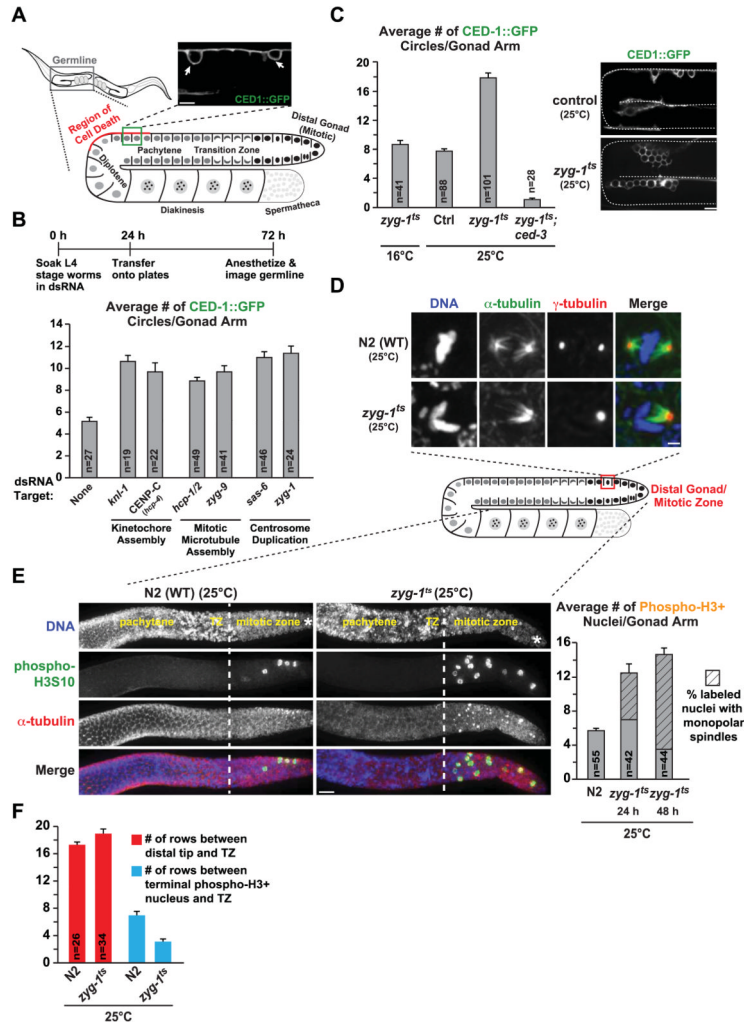 A
Germline
CED1::GFP
Region of
Cell Death
Distal Gonad
(Mitotic)
Pachytene
Transition Zone
Diplotene
Diakinesis
Spermatheca
B
0 h
24 h
72 h
Soak L4
stage worms
in dsRNA
Transfer
onto plates
Anesthetize &
image germline
Average # of CED-1::GFP
Circles/Gonad Arm
14
12
10
8
6
4
2
0
n=27
n=19
n=22
n=49
n=41
n=46
n=24
dsRNA
Target:
None
knl-1
CENP-C
(hcp-4)
hcp-1/2
zyg-9
sas-6
zyg-1
Kinetochore
Assembly
Mitotic
Microtubule
Assembly
Centrosome
Duplication
C
Average # of CED-1::GFP
Circles/Gonad Arm
20
16
12
8
4
0
n=41
n=88
n=101
n=28
zyg-1ts
Ctrl
zyg-1ts
zyg-1ts;
ced-3
16°C
25°C
CED1::GFP
control
(25°C)
zyg-1ts
(25°C)
D
DNA
α-tubulin
γ-tubulin
Merge
N2 (WT)
(25°C)
zyg-1ts
(25°C)
Distal Gonad/
Mitotic Zone
E
N2 (WT) (25°C)
zyg-1ts (25°C)
DNA
pachytene
TZ
mitotic zone
*
pachytene
TZ
mitotic zone
*
phospho-
H3S10
α-tubulin
Merge
Average # of Phospho-H3+
Nuclei/Gonad Arm
16
12
8
4
0
n=55
n=42
n=44
% labeled
nuclei with
monopolar
spindles
N2
zyg-1ts
zyg-1ts
24 h
48 h
25°C
F
20
16
12
8
4
0
n=26
n=34
# of rows between
distal tip and TZ
# of rows between
terminal phospho-H3+
nucleus and TZ
N2
zyg-1ts
N2
zyg-1ts
25°C